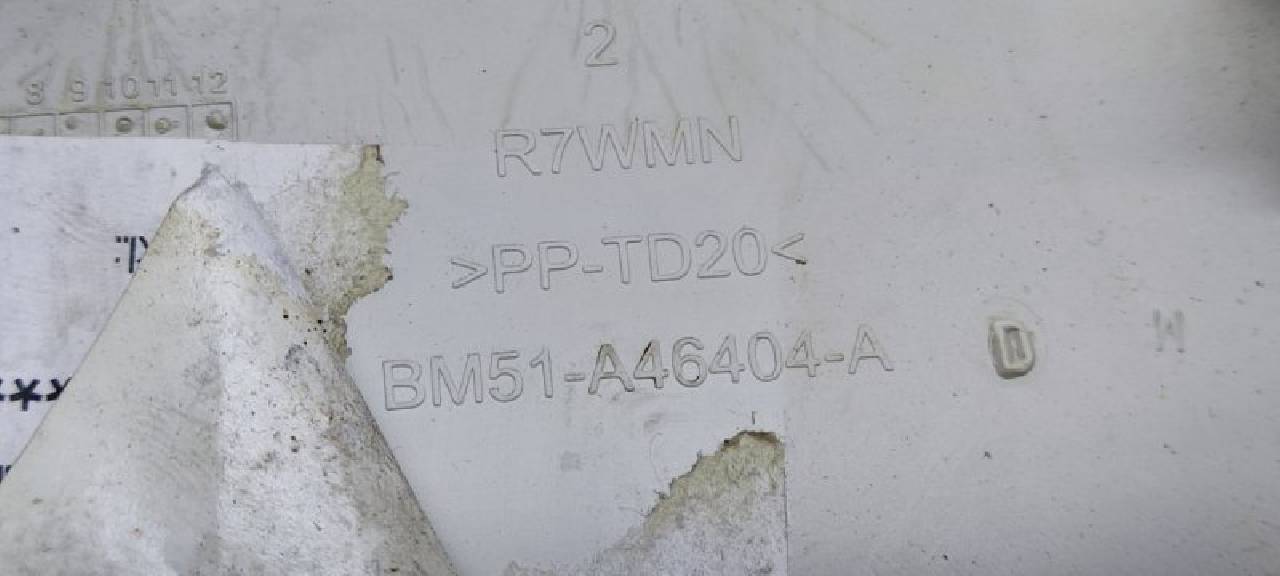 2
8 9 10 11 12
R7WMN
>PP-TD20<
BM51-A46404-A
D
W
***